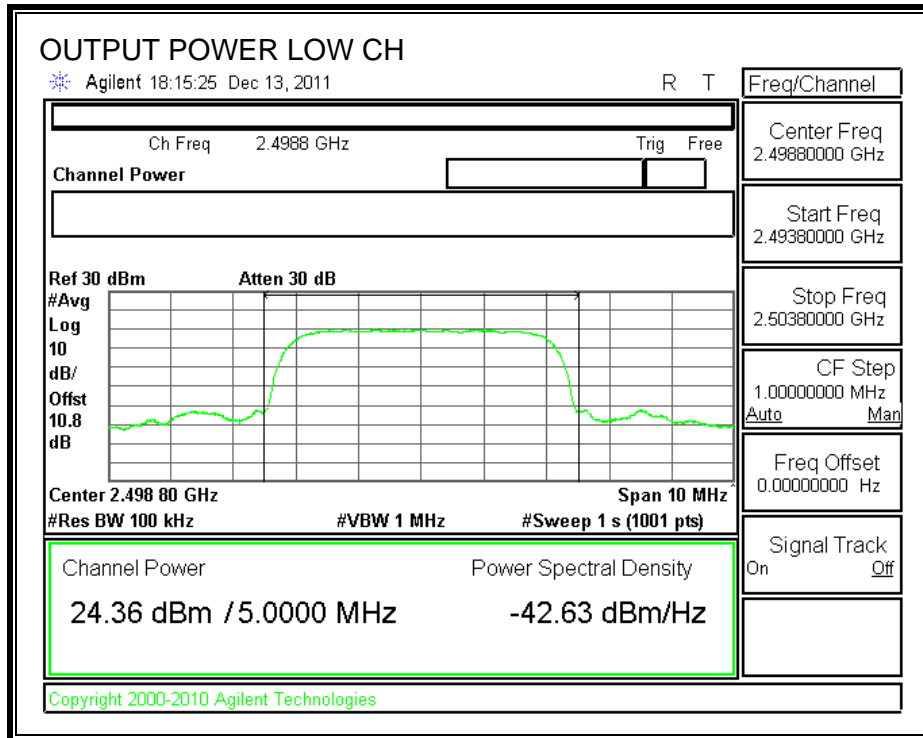 OUTPUT POWER LOW CH
Agilent 18:15:25 Dec 13, 2011 R T
Freq/Channel
Ch Freq 2.4988 GHz Trig Free
Channel Power
Center Freq
2.49880000 GHz
Start Freq
2.49380000 GHz
Stop Freq
2.50380000 GHz
CF Step
1.00000000 MHz
Auto Man
Freq Offset
0.00000000 Hz
Signal Track
On Off
Ref 30 dBm Atten 30 dB
#Avg
Log
10
dB/
Offst
10.8
dB
Center 2.498 80 GHz Span 10 MHz^
#Res BW 100 kHz #VBW 1 MHz #Sweep 1 s (1001 pts)
Channel Power Power Spectral Density
24.36 dBm / 5.0000 MHz -42.63 dBm/Hz
Copyright 2000-2010 Agilent Technologies